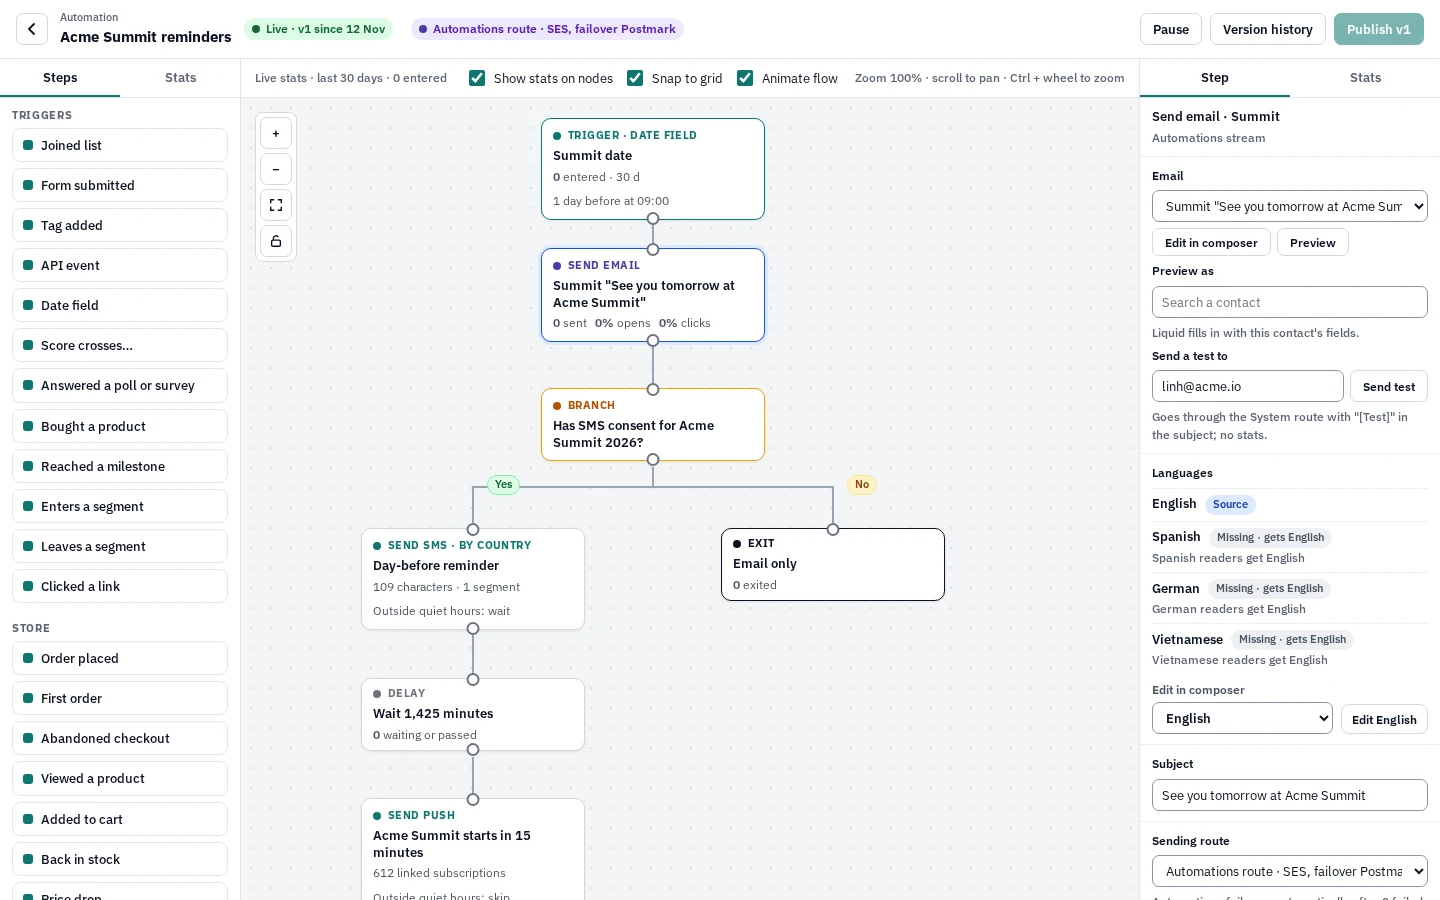 Automation
Acme Summit reminders
Live · v1 since 12 Nov
Automations route · SES, failover Postmark
Pause
Version history
Publish v1
Steps
Stats
Live stats · last 30 days · 0 entered
Show stats on nodes
Snap to grid
Animate flow
Zoom 100% · scroll to pan · Ctrl + wheel to zoom
Step
Stats
TRIGGERS
Joined list
Form submitted
Tag added
API event
Date field
Score crosses...
Answered a poll or survey
Bought a product
Reached a milestone
Enters a segment
Leaves a segment
Clicked a link
STORE
Order placed
First order
Abandoned checkout
Viewed a product
Added to cart
Back in stock
Price drop
+
−
TRIGGER · DATE FIELD
Summit date
0 entered · 30 d
1 day before at 09:00
SEND EMAIL
Summit "See you tomorrow at
Acme Summit"
0 sent 0% opens 0% clicks
BRANCH
Has SMS consent for Acme
Summit 2026?
Yes
No
SEND SMS · BY COUNTRY
Day-before reminder
109 characters · 1 segment
Outside quiet hours: wait
EXIT
Email only
0 exited
DELAY
Wait 1,425 minutes
0 waiting or passed
SEND PUSH
Acme Summit starts in 15
minutes
612 linked subscriptions
Outside quiet hours: skip
Send email · Summit
Automations stream
Email
Summit "See you tomorrow at Acme Sum
Edit in composer
Preview
Preview as
Search a contact
Liquid fills in with this contact's fields.
Send a test to
linh@acme.io
Send test
Goes through the System route with "[Test]" in
the subject; no stats.
Languages
English Source
Spanish Missing · gets English
Spanish readers get English
German Missing · gets English
German readers get English
Vietnamese Missing · gets English
Vietnamese readers get English
Edit in composer
English
Edit English
Subject
See you tomorrow at Acme Summit
Sending route
Automations route · SES, failover Postma